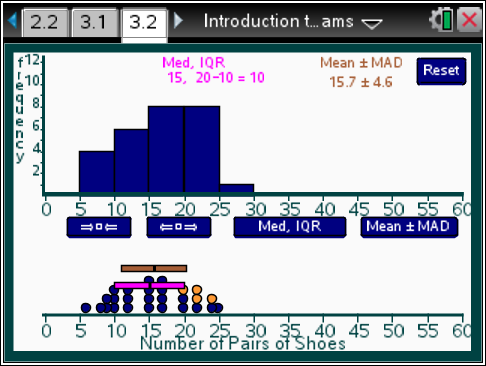 2.2 3.1 3.2 Introduction t...ams
frequency
12
10
8
6
4
2
Med, IQR
15, 20-10 = 10
Mean ± MAD
15.7 ± 4.6
Reset
0 5 10 15 20 25 30 35 40 45 50 55 60
⇒▫⇐ ⇐▫⇒ Med, IQR Mean ± MAD
0 5 10 15 20 25 30 35 40 45 50 55 60
Number of Pairs of Shoes